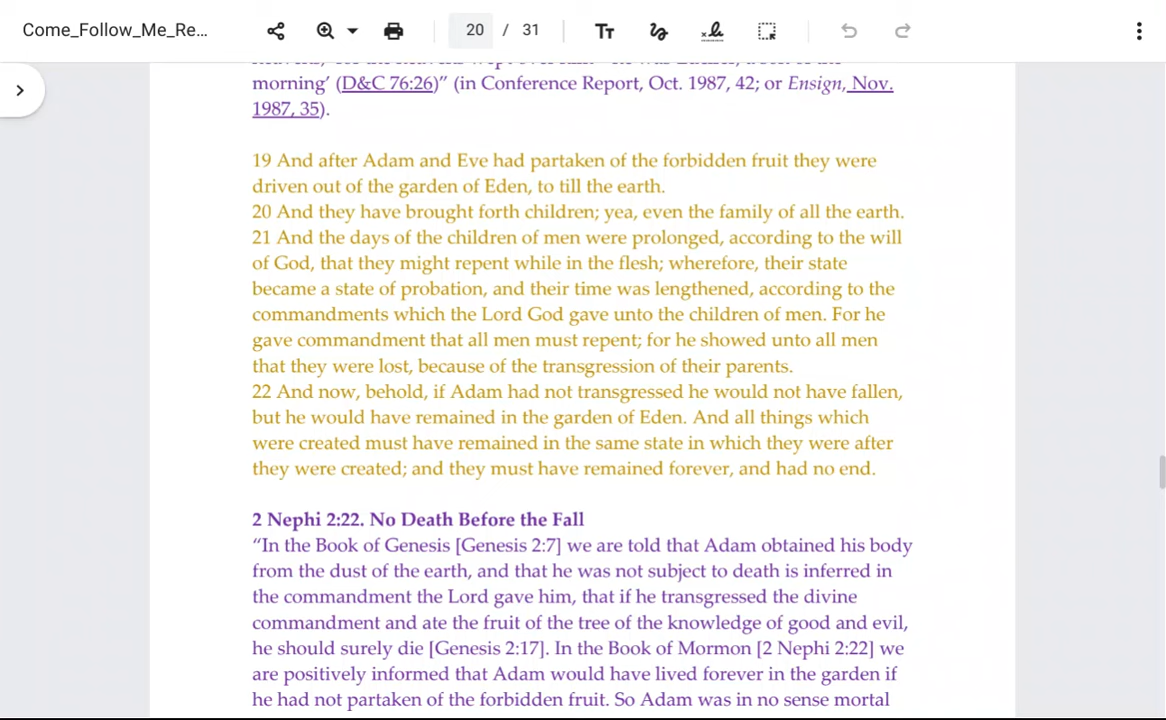 Come_Follow_Me_Re...
20 / 31
morning' (D&C 76:26)” (in Conference Report, Oct. 1987, 42; or Ensign, Nov.
1987, 35).
19 And after Adam and Eve had partaken of the forbidden fruit they were
driven out of the garden of Eden, to till the earth.
20 And they have brought forth children; yea, even the family of all the earth.
21 And the days of the children of men were prolonged, according to the will
of God, that they might repent while in the flesh; wherefore, their state
became a state of probation, and their time was lengthened, according to the
commandments which the Lord God gave unto the children of men. For he
gave commandment that all men must repent; for he showed unto all men
that they were lost, because of the transgression of their parents.
22 And now, behold, if Adam had not transgressed he would not have fallen,
but he would have remained in the garden of Eden. And all things which
were created must have remained in the same state in which they were after
they were created; and they must have remained forever, and had no end.
2 Nephi 2:22. No Death Before the Fall
“In the Book of Genesis [Genesis 2:7] we are told that Adam obtained his body
from the dust of the earth, and that he was not subject to death is inferred in
the commandment the Lord gave him, that if he transgressed the divine
commandment and ate the fruit of the tree of the knowledge of good and evil,
he should surely die [Genesis 2:17]. In the Book of Mormon [2 Nephi 2:22] we
are positively informed that Adam would have lived forever in the garden if
he had not partaken of the forbidden fruit. So Adam was in no sense mortal